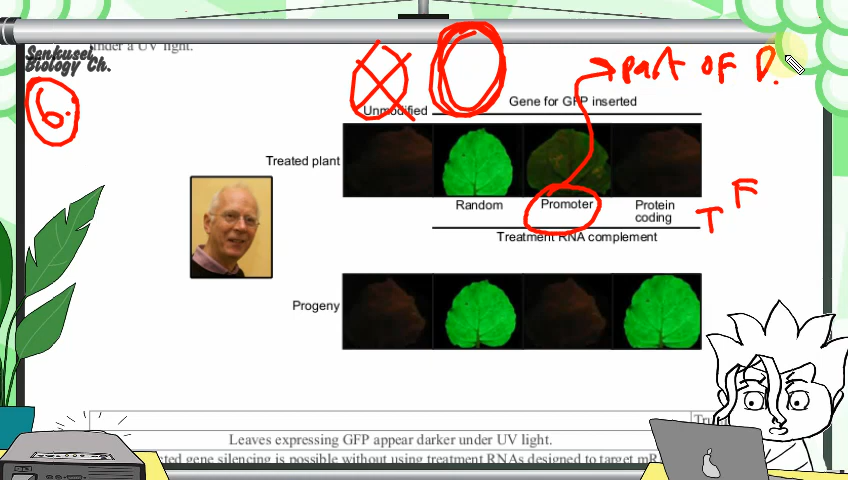 under a UV light.
Senkusei
Biology Ch.
6.
part of D.
Unmodified
Gene for GFP inserted
Treated plant
Random
Promoter
Protein
coding
T F
Treatment RNA complement
Progeny
Tru
Leaves expressing GFP appear darker under UV light.
cted gene silencing is possible without using treatment RNAs designed to target mR